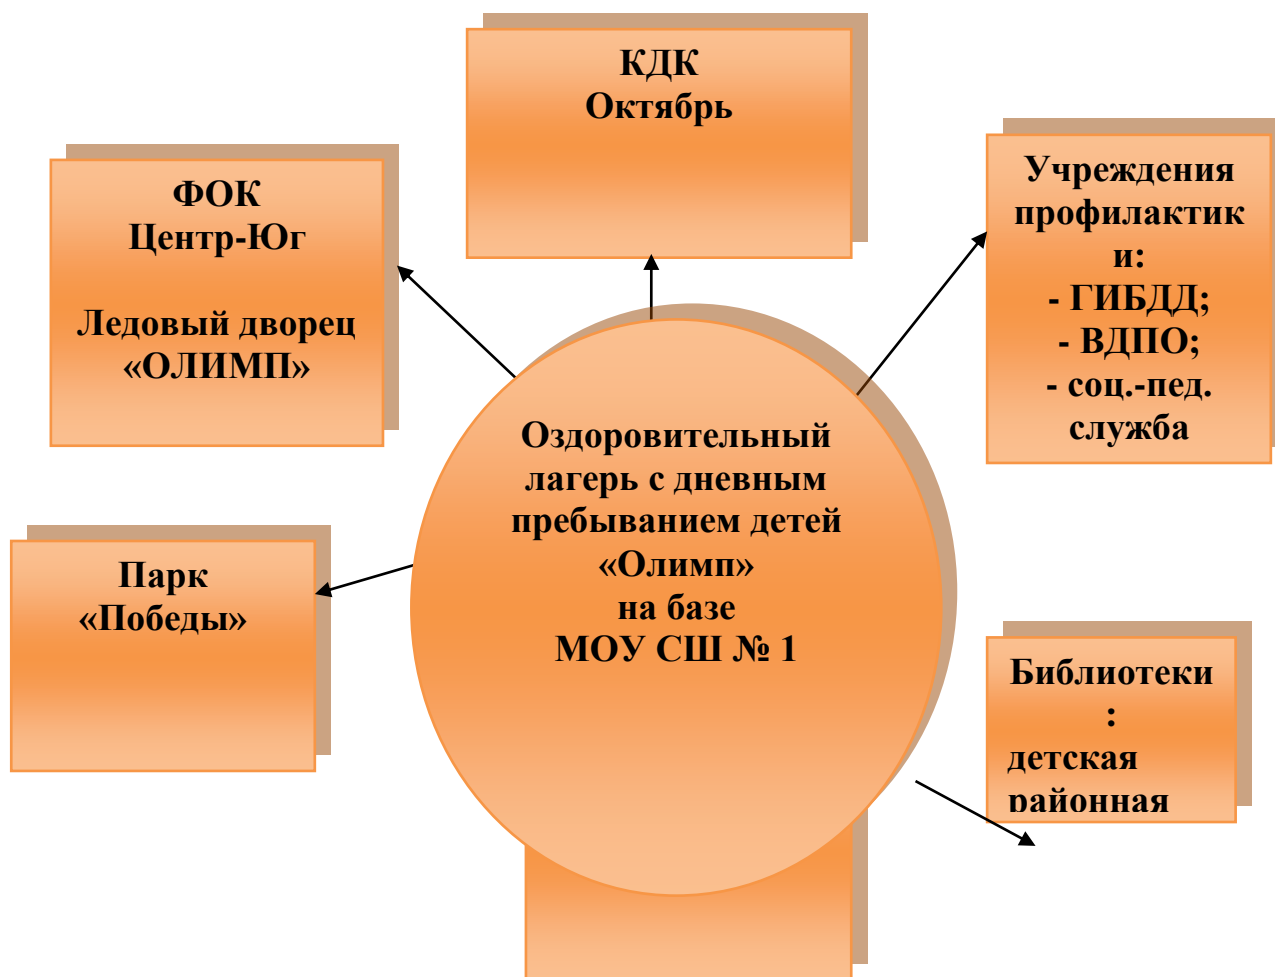 КДК
Октябрь
ФОК
Центр-Юг
Ледовый дворец
«ОЛИМП»
Учреждения
профилактик
и:
- ГИБДД;
- ВДПО;
- соц.-пед.
служба
Оздоровительный
лагерь с дневным
пребыванием детей
«Олимп»
на базе
МОУ СШ № 1
Парк
«Победы»
Библиотеки
:
детская
районная